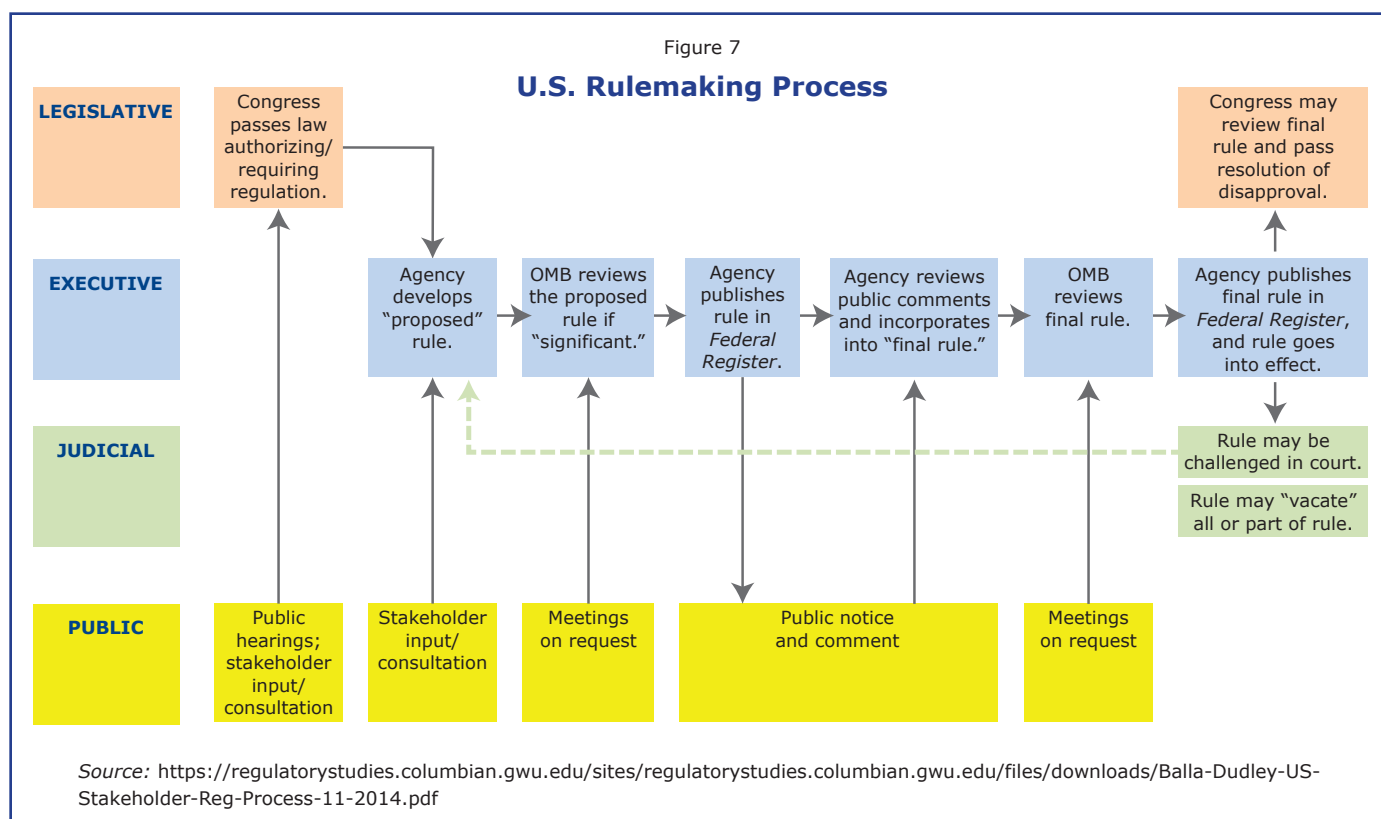 Figure 7
U.S. Rulemaking Process
LEGISLATIVE
Congress
passes law
authorizing/
requiring
regulation.
Congress may
review final
rule and pass
resolution of
disapproval.
EXECUTIVE
Agency
develops
“proposed”
rule.
OMB reviews
the proposed
rule if
“significant.”
Agency
publishes
rule in
Federal
Register.
Agency reviews
public comments
and incorporates
into “final rule.”
OMB
reviews
final rule.
Agency publishes
final rule in
Federal Register,
and rule goes
into effect.
JUDICIAL
Rule may be
challenged in court.
Rule may “vacate”
all or part of rule.
PUBLIC
Public
hearings;
stakeholder
input/
consultation
Stakeholder
input/
consultation
Meetings
on request
Public notice
and comment
Meetings
on request
Source: https://regulatorystudies.columbian.gwu.edu/sites/regulatorystudies.columbian.gwu.edu/files/downloads/Balla-Dudley-US-
Stakeholder-Reg-Process-11-2014.pdf